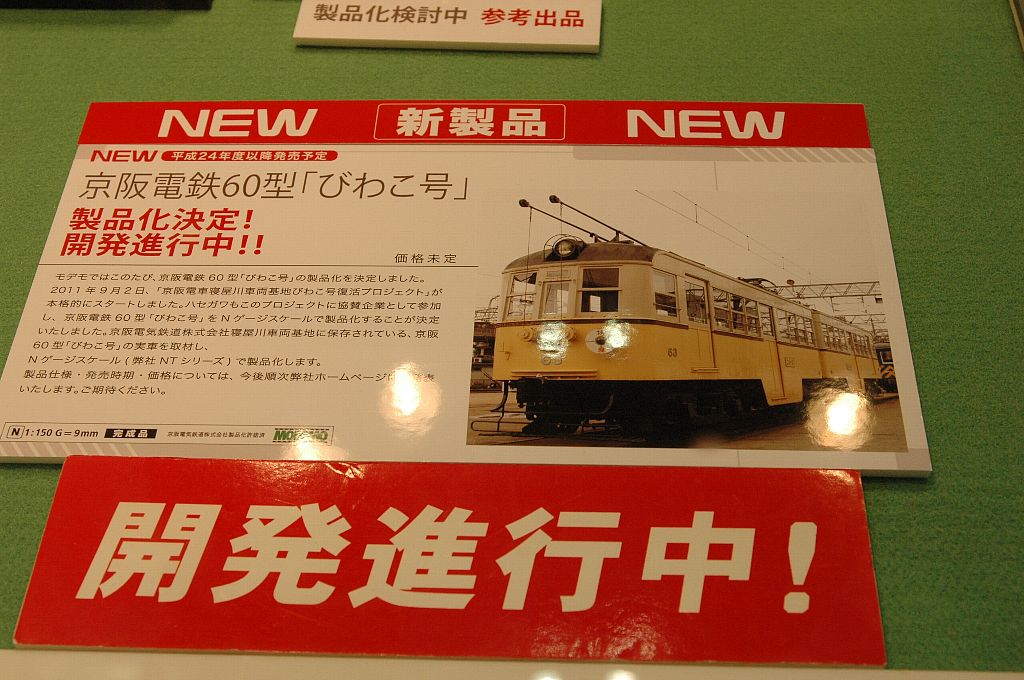 製品化検討中 参考出品
NEW 新製品 NEW
NEW 平成24年度以降発売予定
京阪電鉄60型「びわこ号」
製品化決定!
開発進行中!!
価格未定
モデモではこのたび、京阪電鉄60型「びわこ号」の製品化を決定しました。
2011年9月2日、「京阪電車寝屋川車両基地びわこ号復活プロジェクト」が
本格的にスタートしました。ハセガワもこのプロジェクトに協賛企業として参加
し、京阪電鉄60型「びわこ号」をNゲージスケールで製品化することが決定
いたしました。京阪電気鉄道株式会社寝屋川車両基地に保存されている、京阪
60型「びわこ号」の実車を取材し、
Nゲージスケール(弊社NTシリーズ)で製品化します。
製品仕様・発売時期・価格については、今後順次弊社ホームページに
いたします。ご期待ください。
N 1:150 G=9mm 完成品 京阪電気鉄道株式会社製品化許諾済 MODEMO
63
開発進行中!